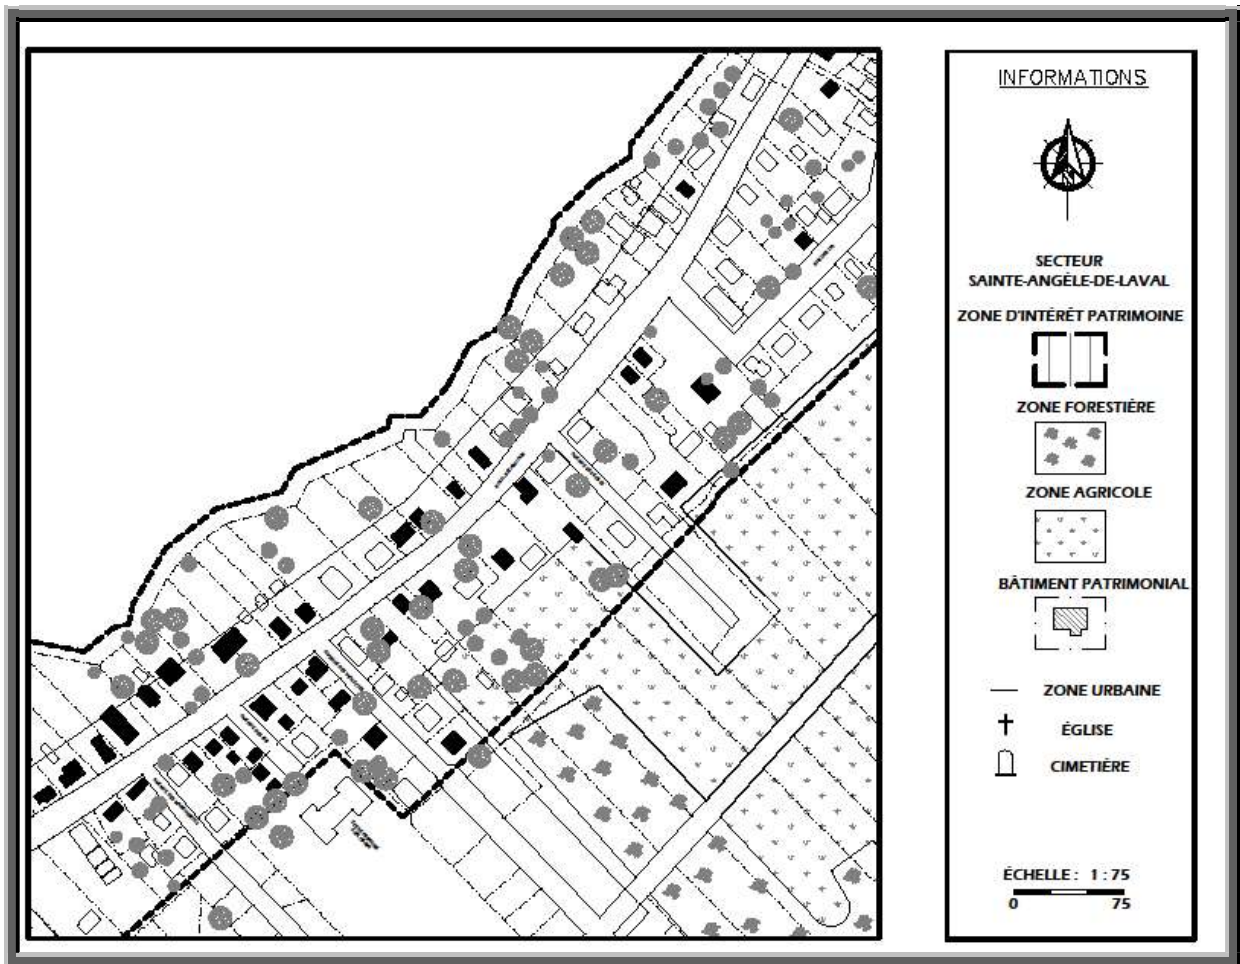 INFORMATIONS
SECTEUR
SAINTE-ANGÈLE-DE-LAVAL
ZONE D'INTÉRÊT PATRIMOINE
ZONE FORESTIÈRE
ZONE AGRICOLE
BÂTIMENT PATRIMONIAL
ZONE URBAINE
ÉGLISE
CIMETIÈRE
ÉCHELLE : 1 : 75
0 75